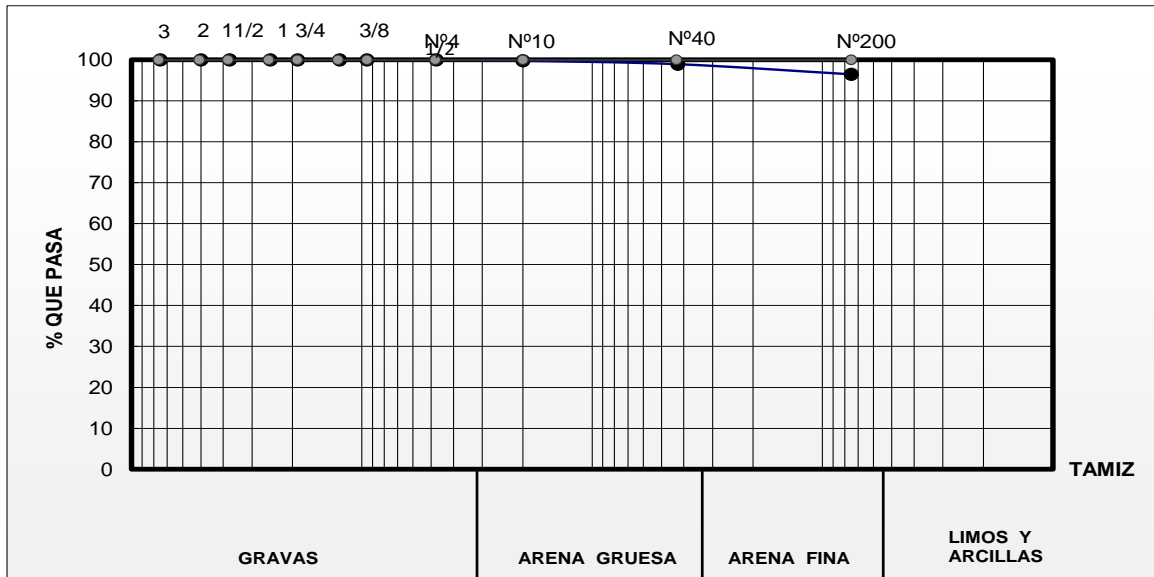 3 2 11/2 1 3/4 3/8 Nº4 Nº10 Nº40 Nº200
1/2
100
90
80
70
60
50
40
30
20
10
0
% QUE PASA
TAMIZ
GRAVAS
ARENA GRUESA
ARENA FINA
LIMOS Y
ARCILLAS